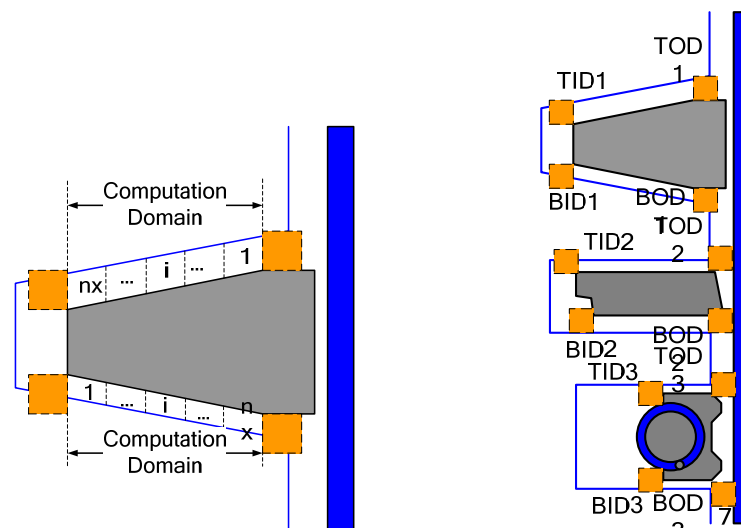 Computation
Domain
nx
...
i
...
1
1
...
i
...
n
x
Computation
Domain
TOD
1
TID1
BID1
BOD
1
TOD
2
TID2
BID2
BOD
2
TOD
3
TID3
BID3
BOD
7